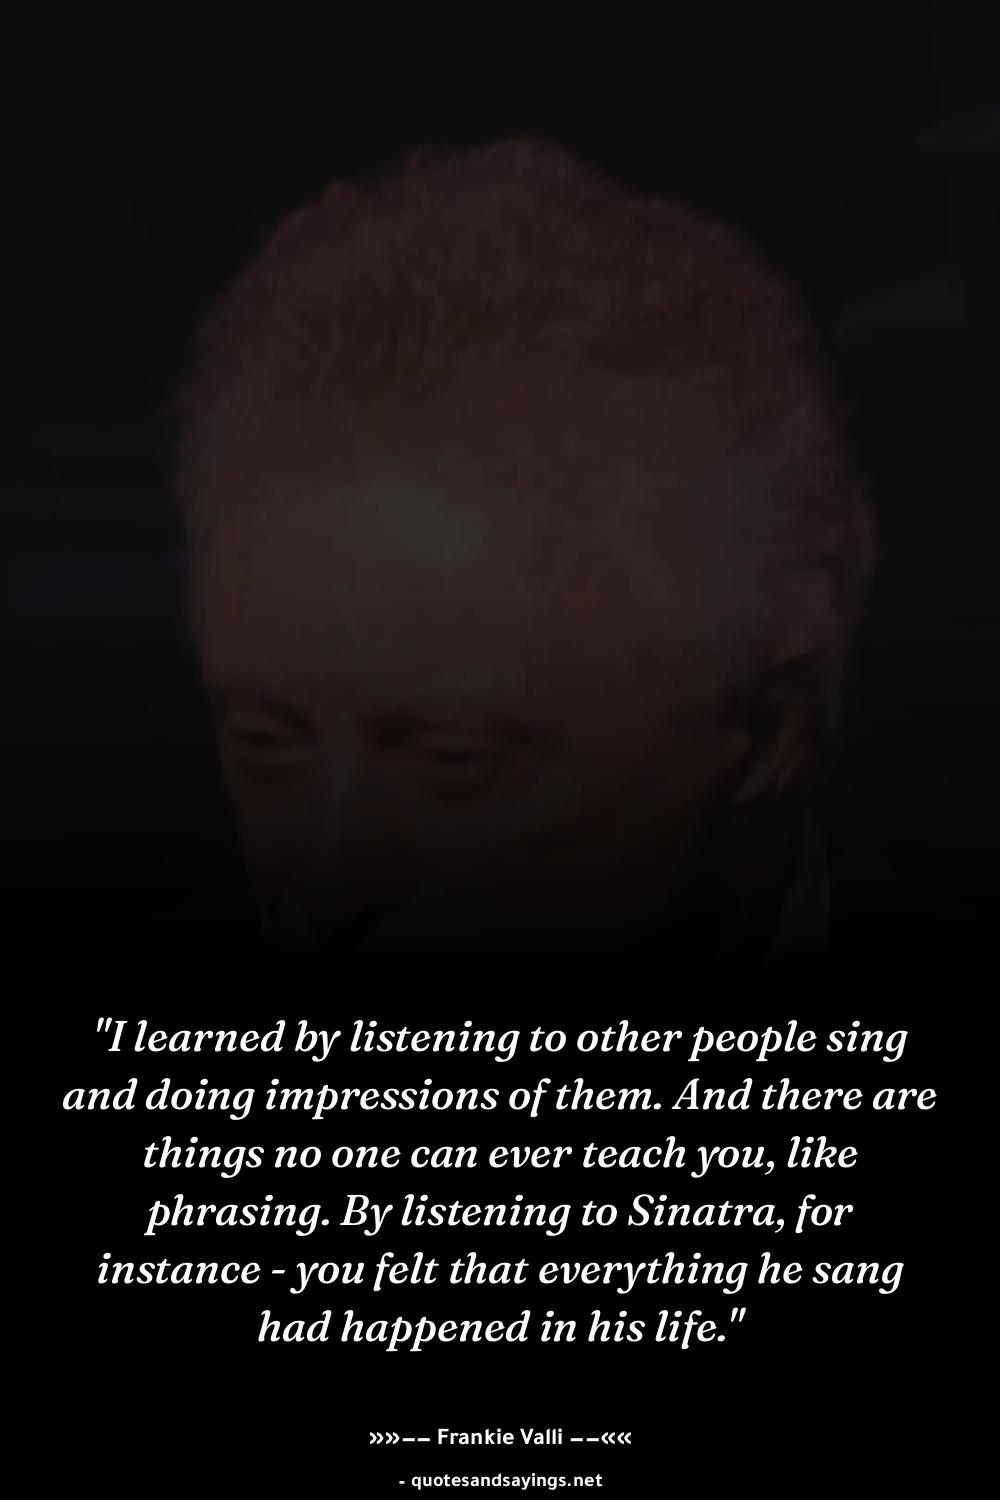 "I learned by listening to other people sing
and doing impressions of them. And there are
things no one can ever teach you, like
phrasing. By listening to Sinatra, for
instance - you felt that everything he sang
had happened in his life."
»»–– Frankie Valli ––««
- quotesandsayings.net